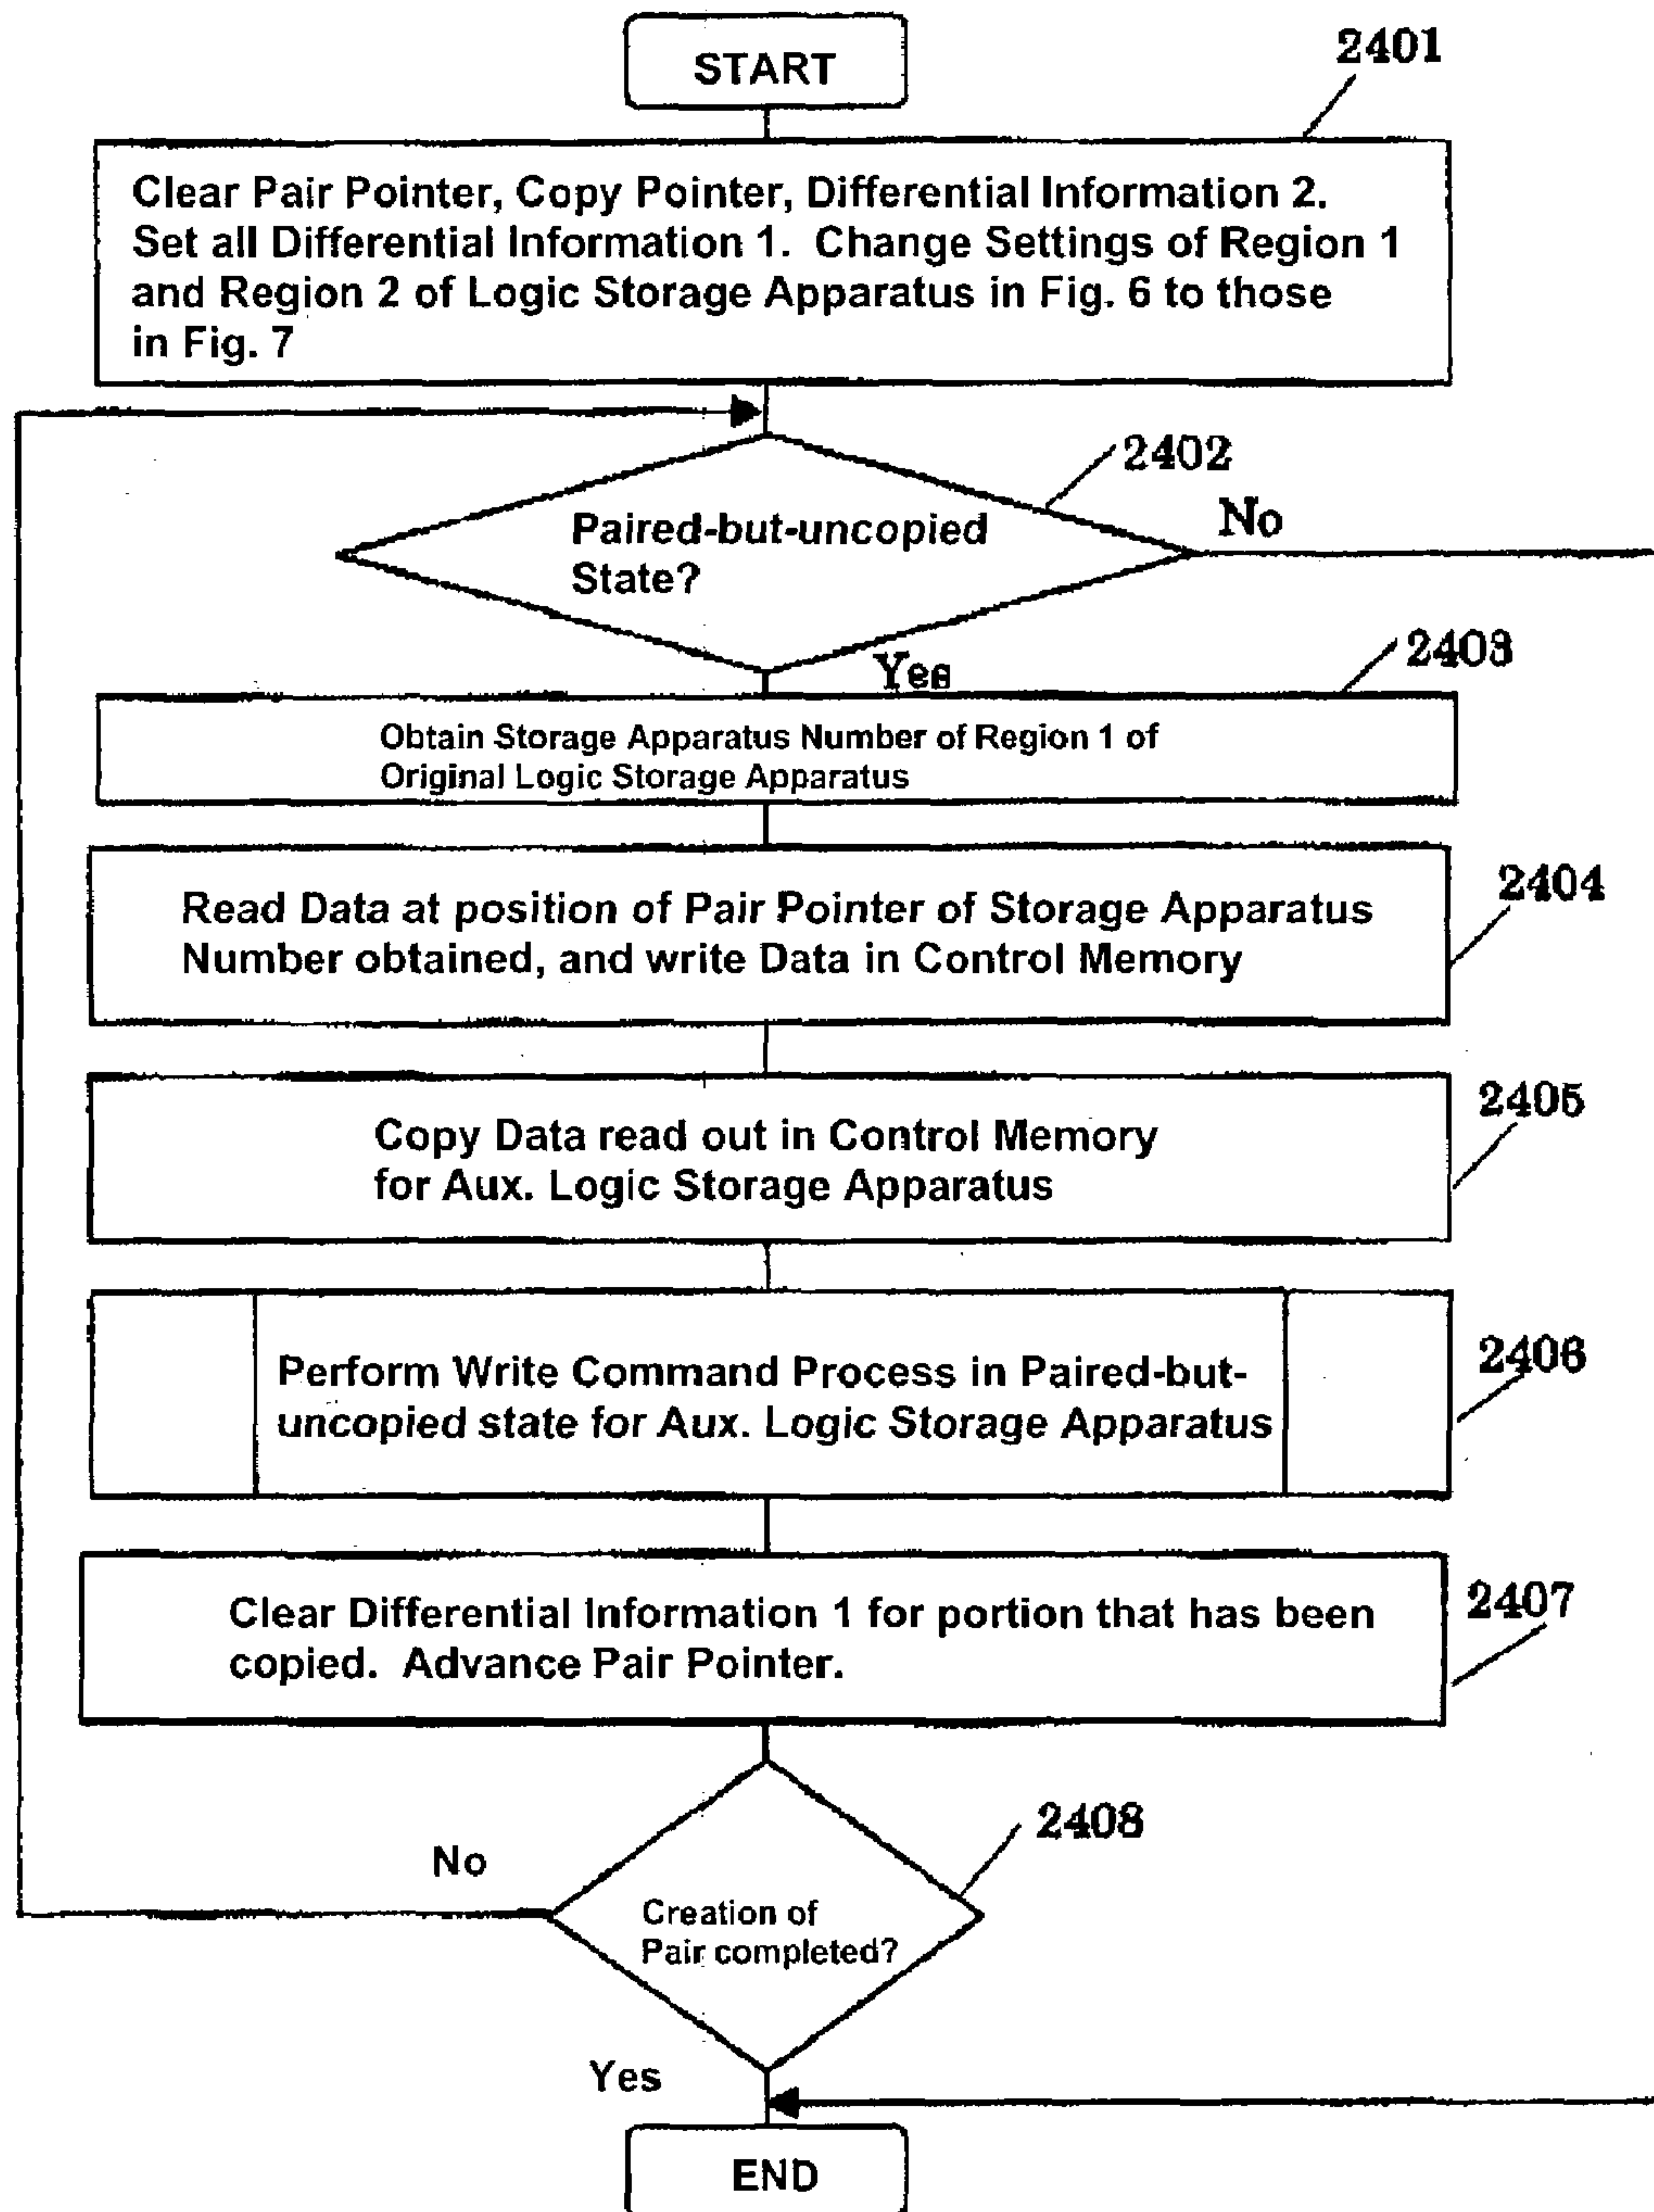 START
2401
Clear Pair Pointer, Copy Pointer, Differential Information 2.
Set all Differential Information 1. Change Settings of Region 1
and Region 2 of Logic Storage Apparatus in Fig. 6 to those
in Fig. 7
2402
Paired-but-uncopied
State?
No
Yes
2403
Obtain Storage Apparatus Number of Region 1 of
Original Logic Storage Apparatus
2404
Read Data at position of Pair Pointer of Storage Apparatus
Number obtained, and write Data in Control Memory
2405
Copy Data read out in Control Memory
for Aux. Logic Storage Apparatus
2406
Perform Write Command Process in Paired-but-
uncopied state for Aux. Logic Storage Apparatus
2407
Clear Differential Information 1 for portion that has been
copied. Advance Pair Pointer.
2408
No
Creation of
Pair completed?
Yes
END